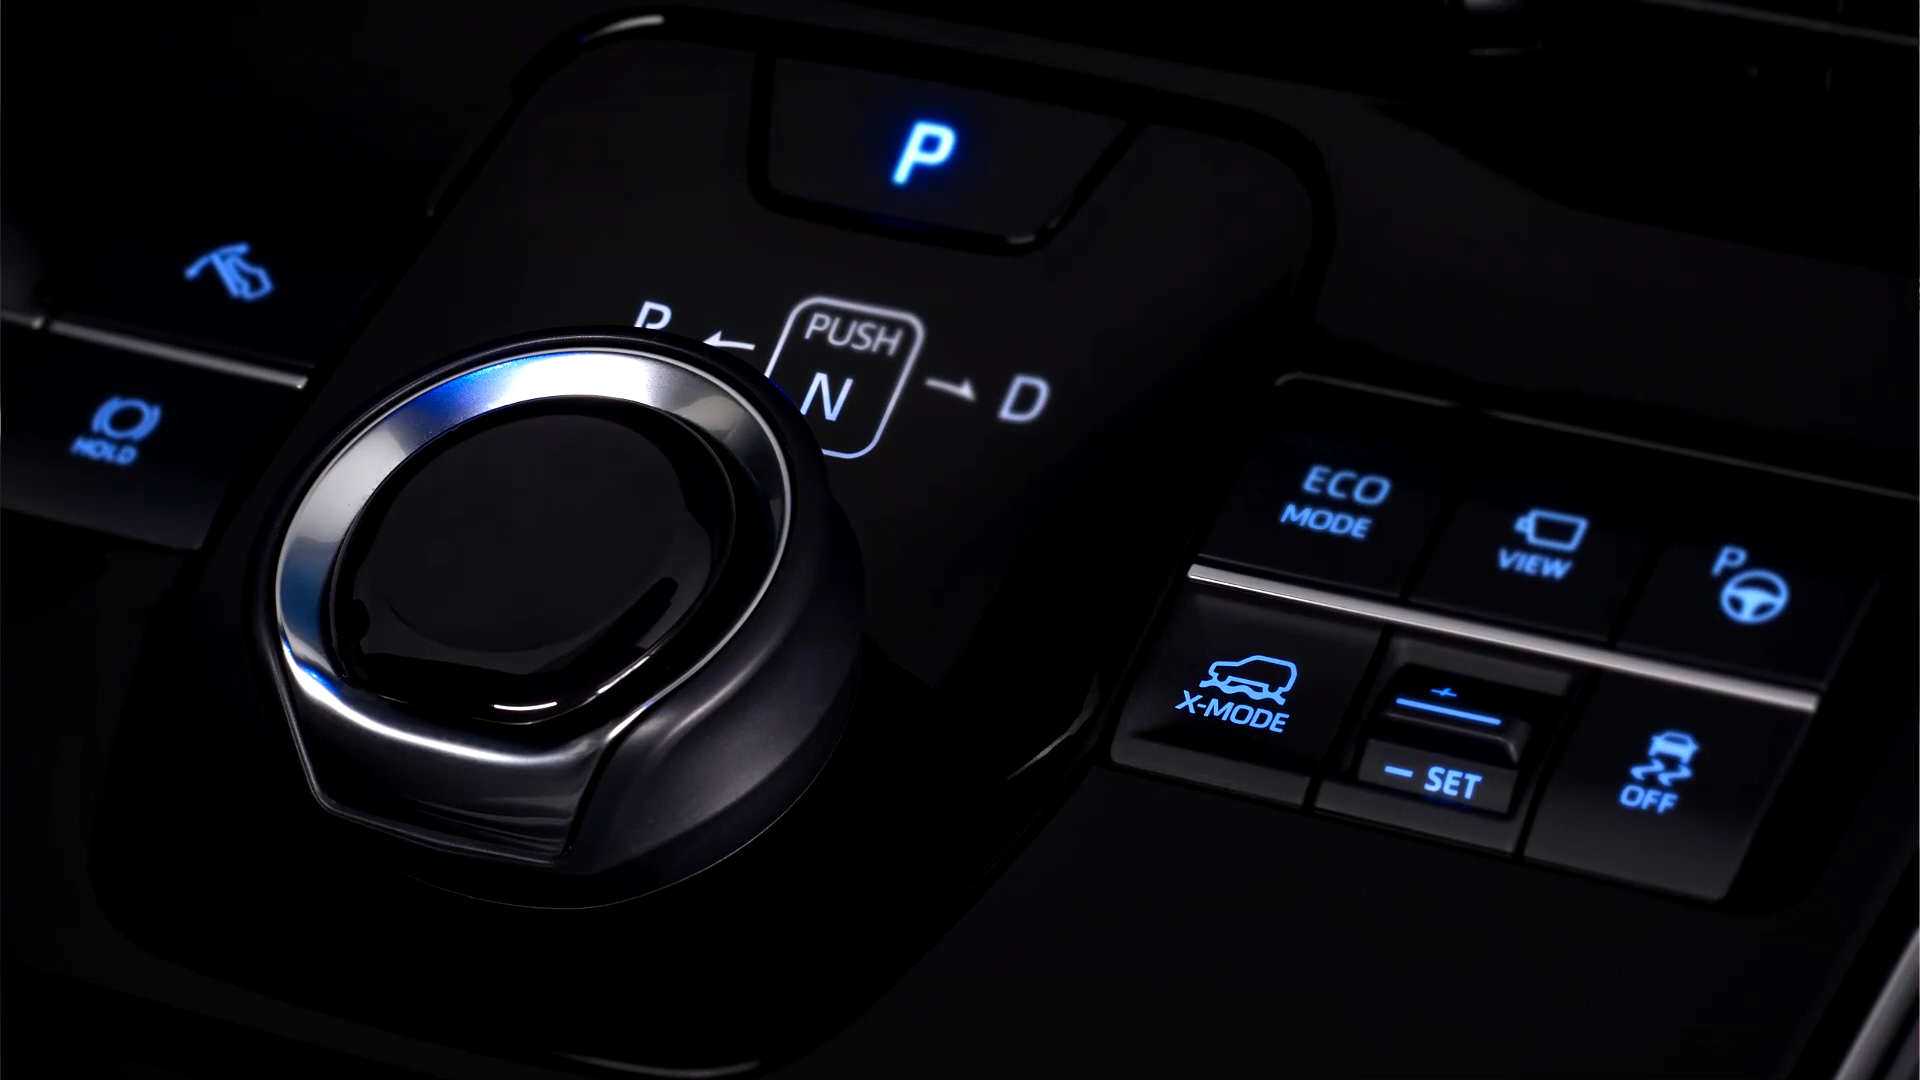 P
PUSH
N
D
HOLD
ECO
MODE
VIEW
P
X-MODE
+
– SET
OFF